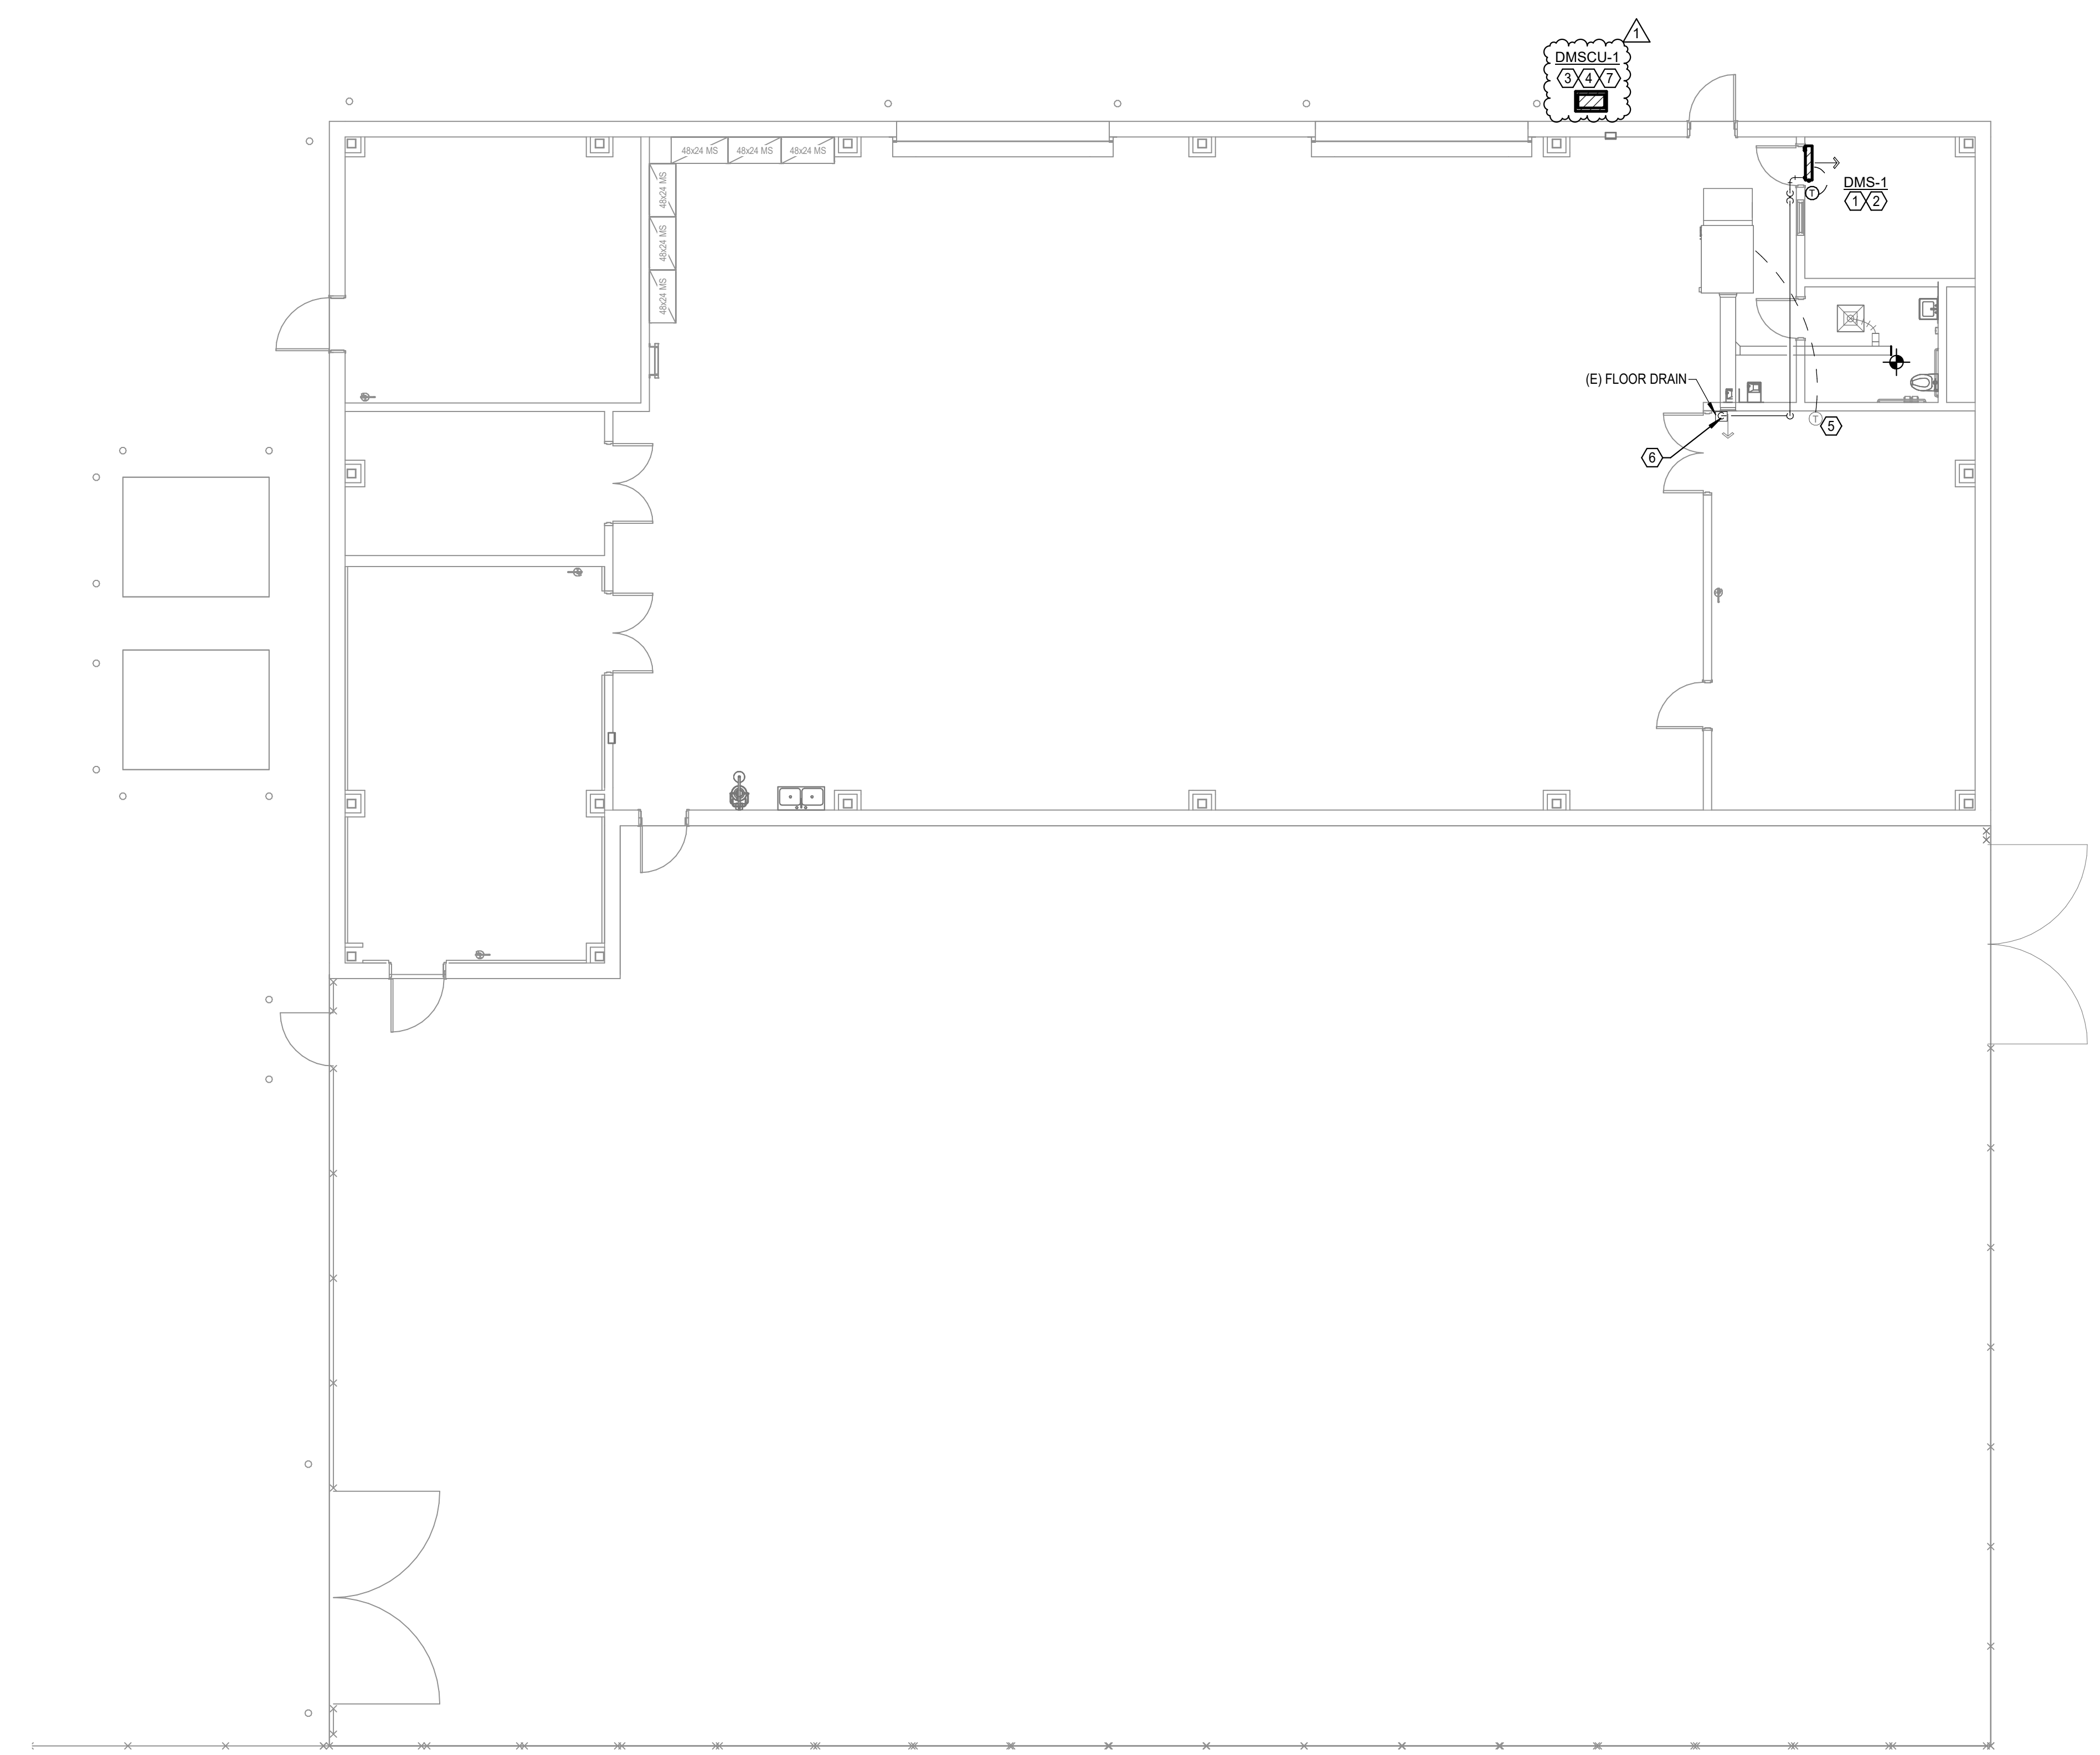 1
DMSCU-1
3 4 7
48x24 MS 48x24 MS 48x24 MS
48x24 MS
48x24 MS
48x24 MS
T
DMS-1
1 2
(E) FLOOR DRAIN
T
5
6